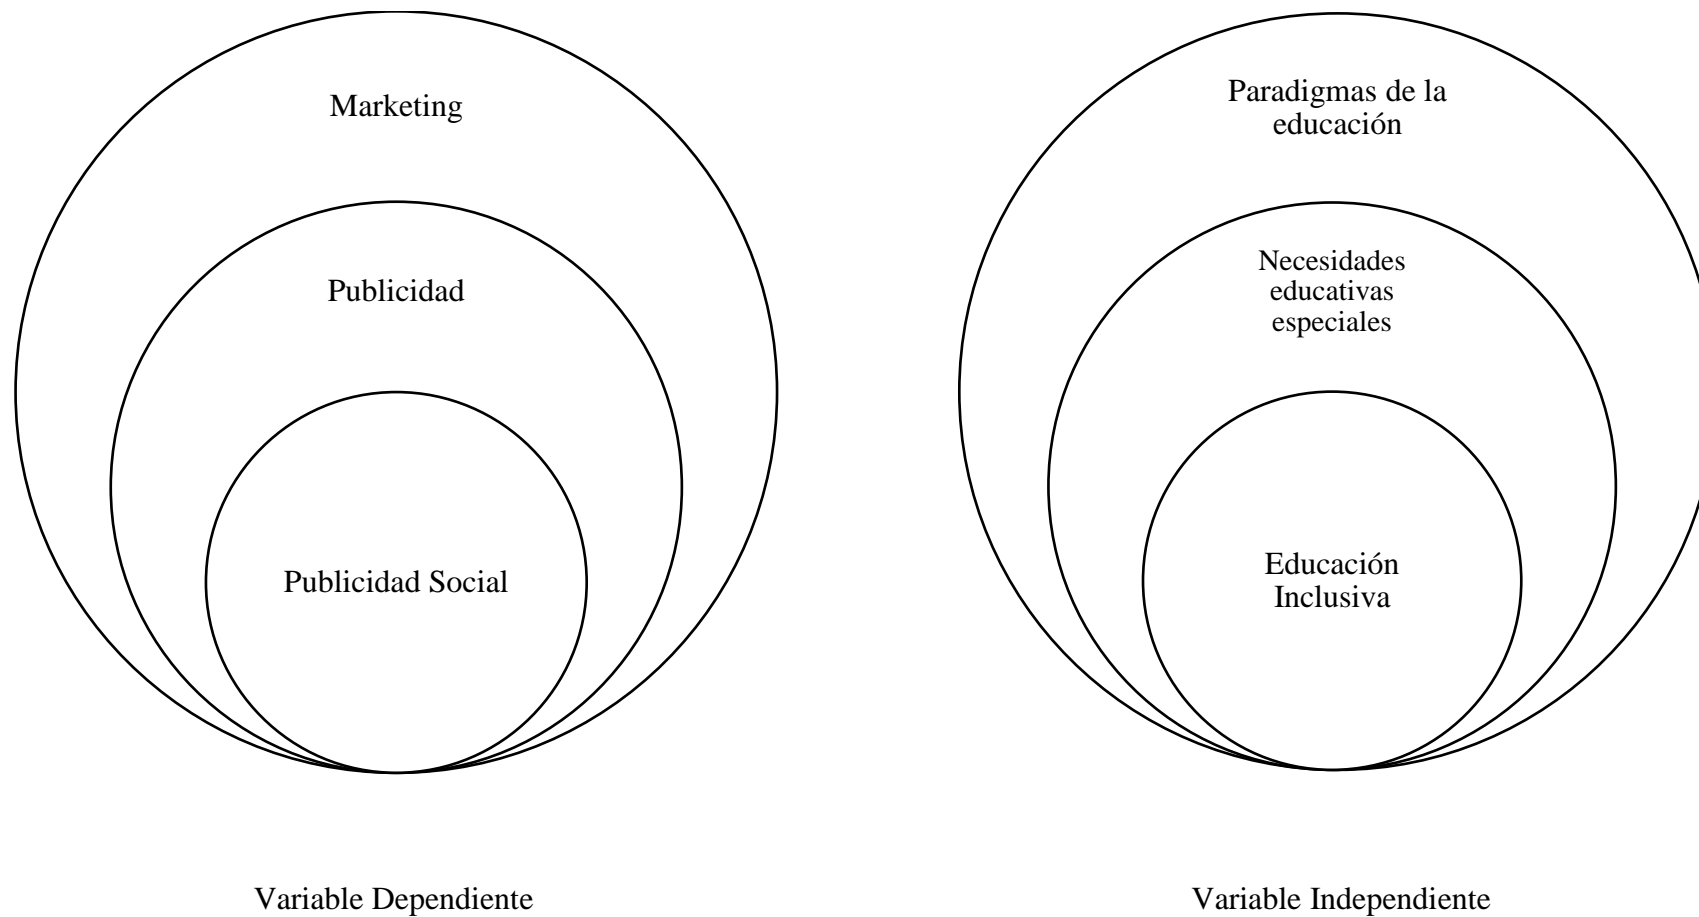 Marketing
Publicidad
Publicidad Social
Variable Dependiente
Paradigmas de la
educación
Necesidades
educativas
especiales
Educación
Inclusiva
Variable Independiente